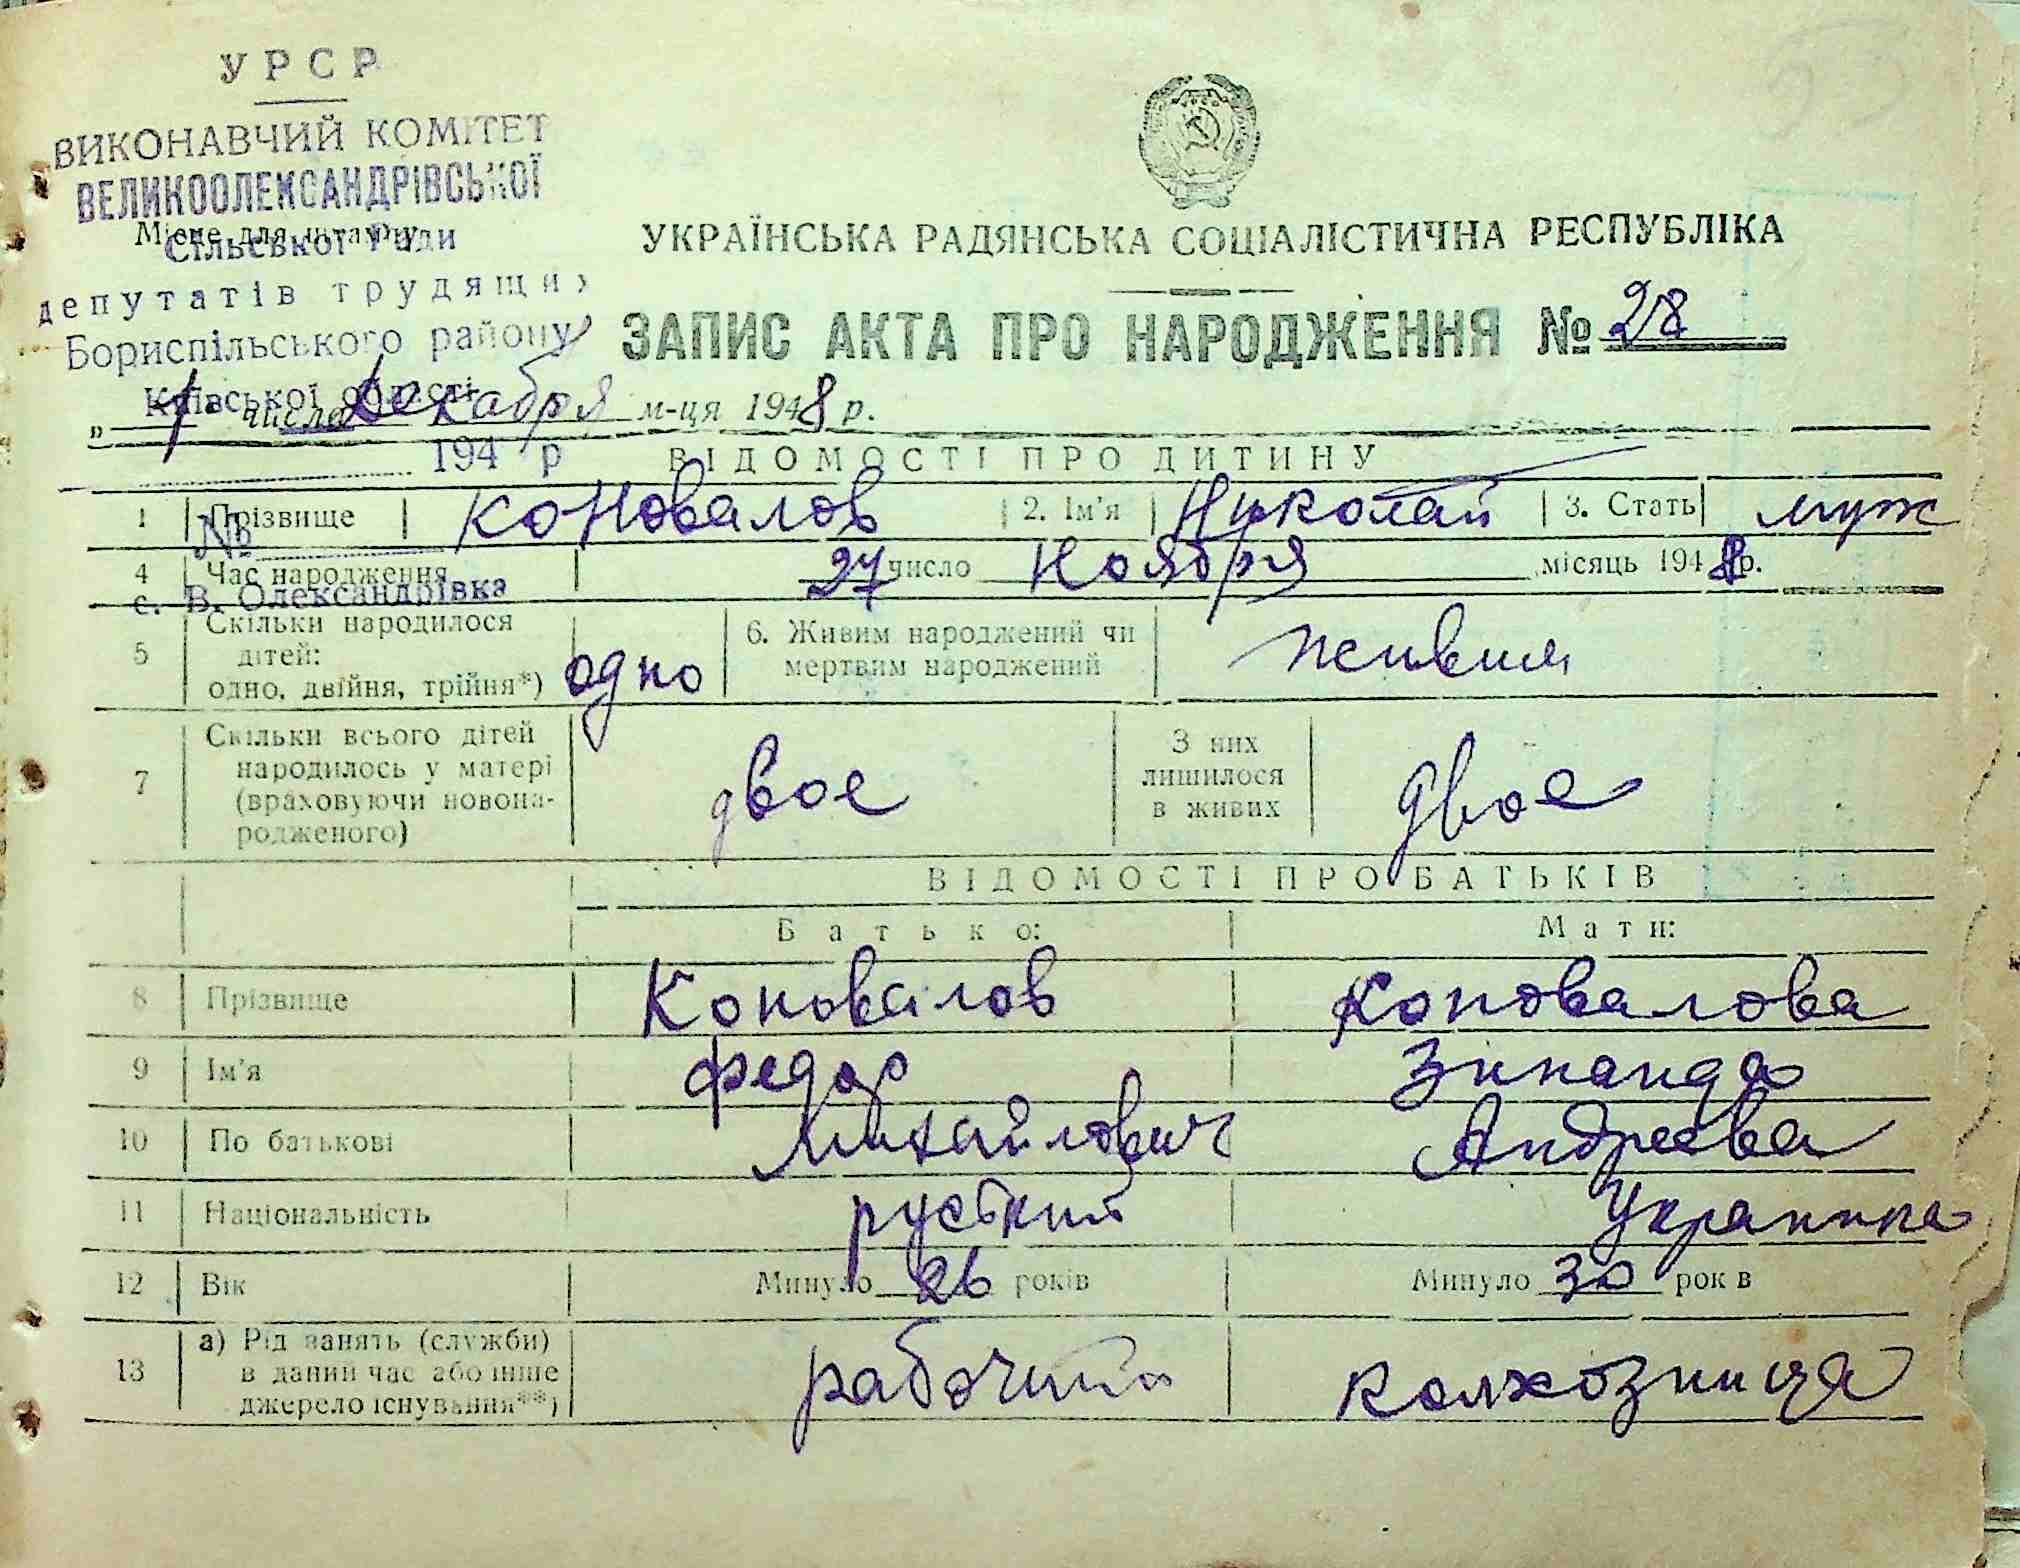 УРСР
ВИКОНАВЧИЙ КОМІТЕТ
ВЕЛИКООЛЕКСАНДРІВСЬКОЇ
Місце для штампу
Сільської Ради
депутатів трудящих
Бориспільського району
Київської області
194 р
№
с. В. Олександрівка
УКРАЇНСЬКА РАДЯНСЬКА СОЦІАЛІСТИЧНА РЕСПУБЛІКА
ЗАПИС АКТА ПРО НАРОДЖЕННЯ № 28
„ 1 " числа Декабря м-ця 1948 р.
ВІДОМОСТІ ПРО ДИТИНУ
1 Прізвище Коновалов 2. Ім'я Николай 3. Стать муж
4 Час народження 27 число Ноября місяць 1948 р.
5 Скільки народилося дітей: одно, двійня, трійня*) одно 6. Живим народжений чи мертвим народжений живим
7 Скільки всього дітей народилось у матері (враховуючи новона-родженого) двое З них лишилося в живих двое
ВІДОМОСТІ ПРО БАТЬКІВ
Батько: Мати:
8 Прізвище Коновалов Коновалова
9 Ім'я Федор Зинаида
10 По батькові Михайлович Андреева
11 Національність руский Украинка
12 Вік Минуло 26 років Минуло 30 рок в
13 а) Рід занять (служби) в даний час або інше джерело існування**) рабочий колхозница